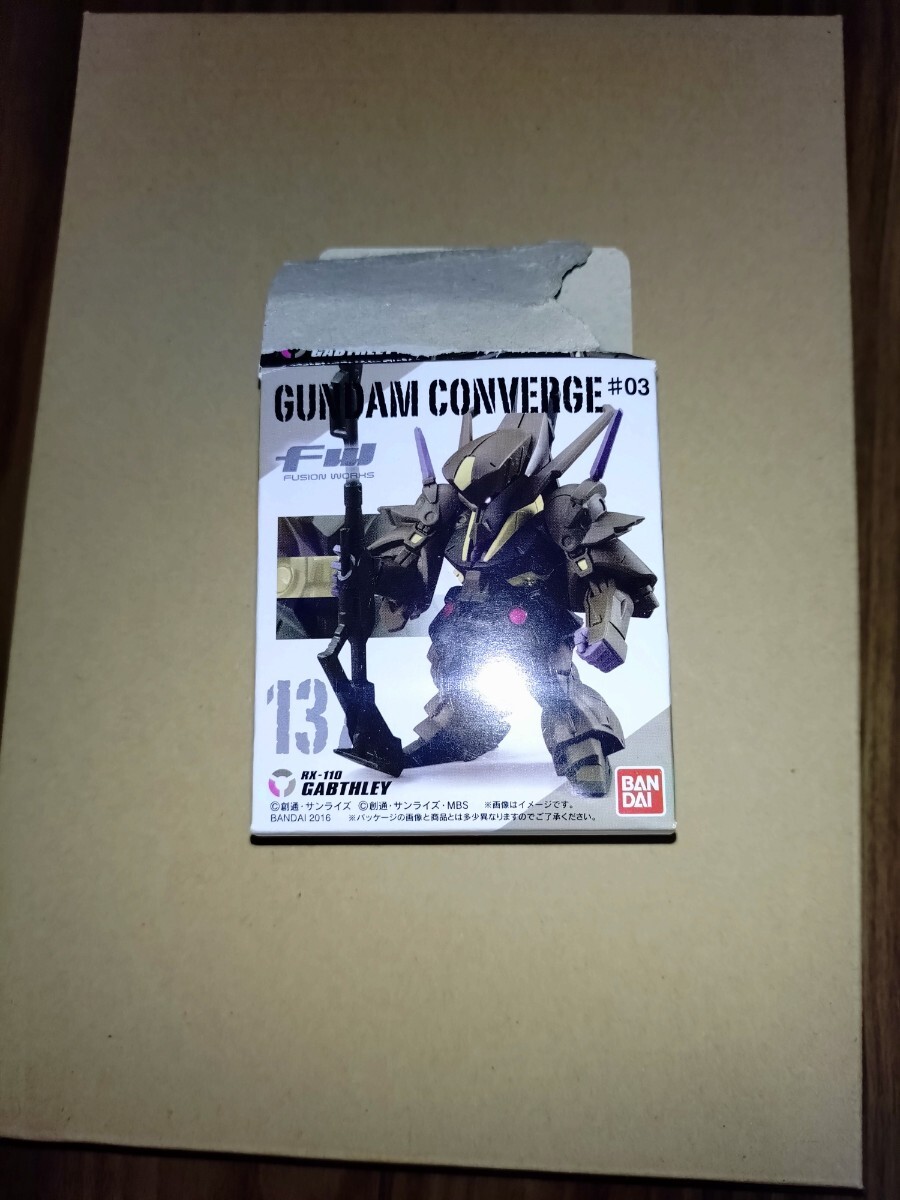 GABTHLEY
GUNDAM CONVERGE #03
FW
FUSION WORKS
137
RX-110
GABTHLEY
©創通・サンライズ ©創通・サンライズ・MBS ※画像はイメージです。
BANDAI 2016 ※パッケージの画像と商品とは多少異なりますのでご了承ください。
BAN
DAI